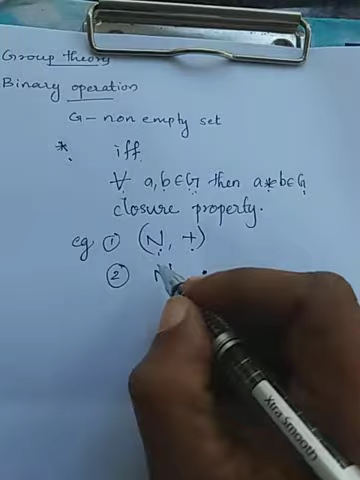 Group theory
Binary operation
G - non empty set
* iff
∀ a, b ∈ G then a * b ∈ G
closure property.
eg ① (N, +)
② N .
Xtra Smooth